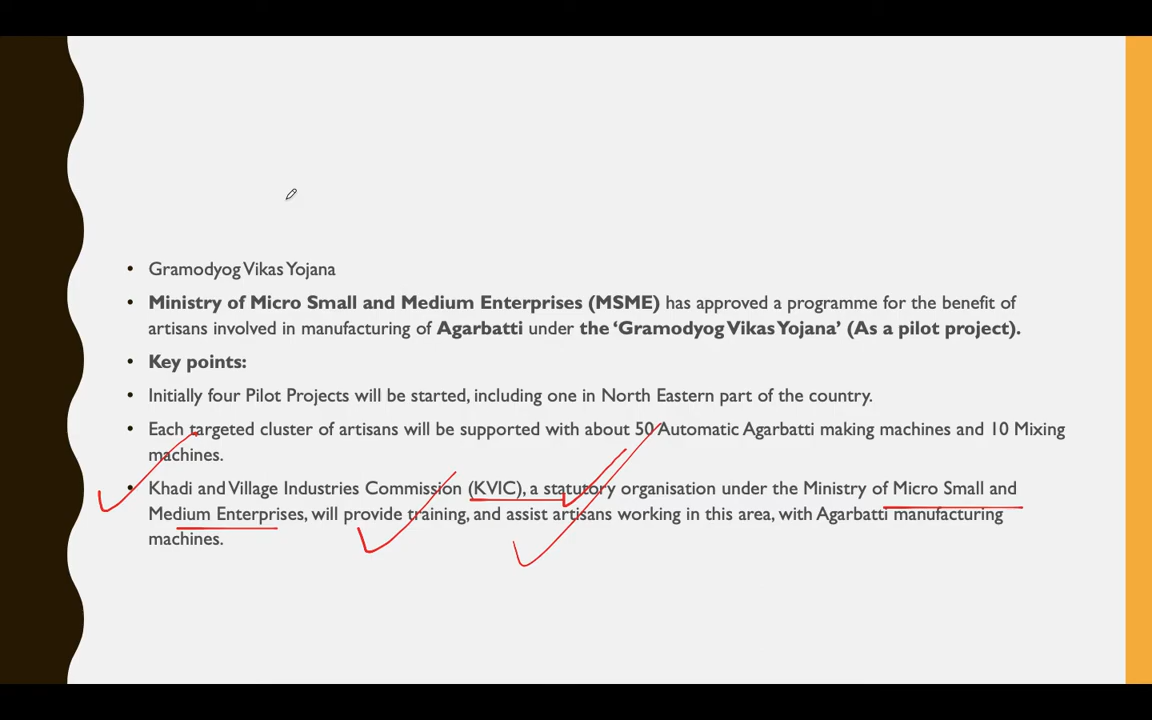 • Gramodyog Vikas Yojana
• Ministry of Micro Small and Medium Enterprises (MSME) has approved a programme for the benefit of
artisans involved in manufacturing of Agarbatti under the ‘Gramodyog Vikas Yojana’ (As a pilot project).
• Key points:
• Initially four Pilot Projects will be started, including one in North Eastern part of the country.
• Each targeted cluster of artisans will be supported with about 50 Automatic Agarbatti making machines and 10 Mixing
machines.
• Khadi and Village Industries Commission (KVIC), a statutory organisation under the Ministry of Micro Small and
Medium Enterprises, will provide training, and assist artisans working in this area, with Agarbatti manufacturing
machines.